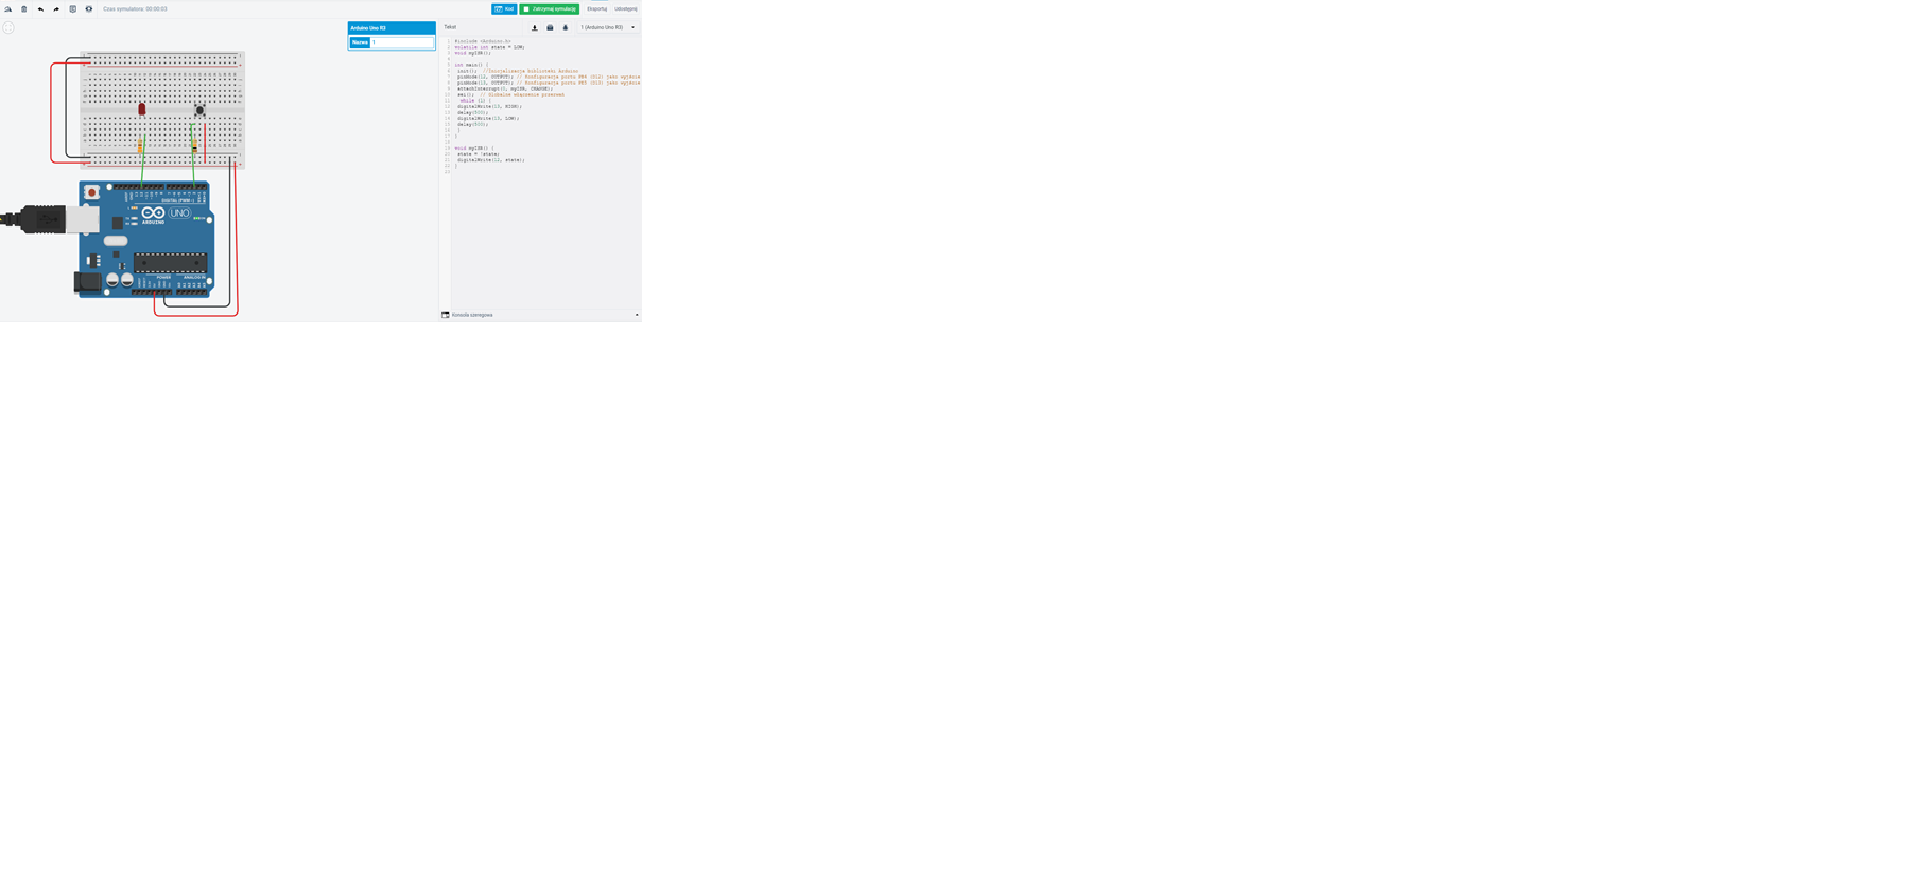 Czas symulatora: 00:00:03
Kod
Zatrzymaj symulację
Eksportuj
Udostępnij
Arduino Uno R3
Nazwa 1
Tekst
1 (Arduino Uno R3)
#include <Arduino.h>
volatile int state = LOW;
void myISR();
int main() {
init(); //Inicjalizacja biblioteki Arduino
pinMode(12, OUTPUT); // Konfiguracja portu PB4 (D12) jako wyjścia
pinMode(13, OUTPUT); // Konfiguracja portu PB5 (D13) jako wyjścia
attachInterrupt(0, myISR, CHANGE);
sei(); // Globalne włączenie przerwań
while (1) {
digitalWrite(13, HIGH);
delay(500);
digitalWrite(13, LOW);
delay(500);
}
}
void myISR() {
state = !state;
digitalWrite(12, state);
}
UNO
ARDUINO
POWER
ANALOG IN
Konsola szeregowa